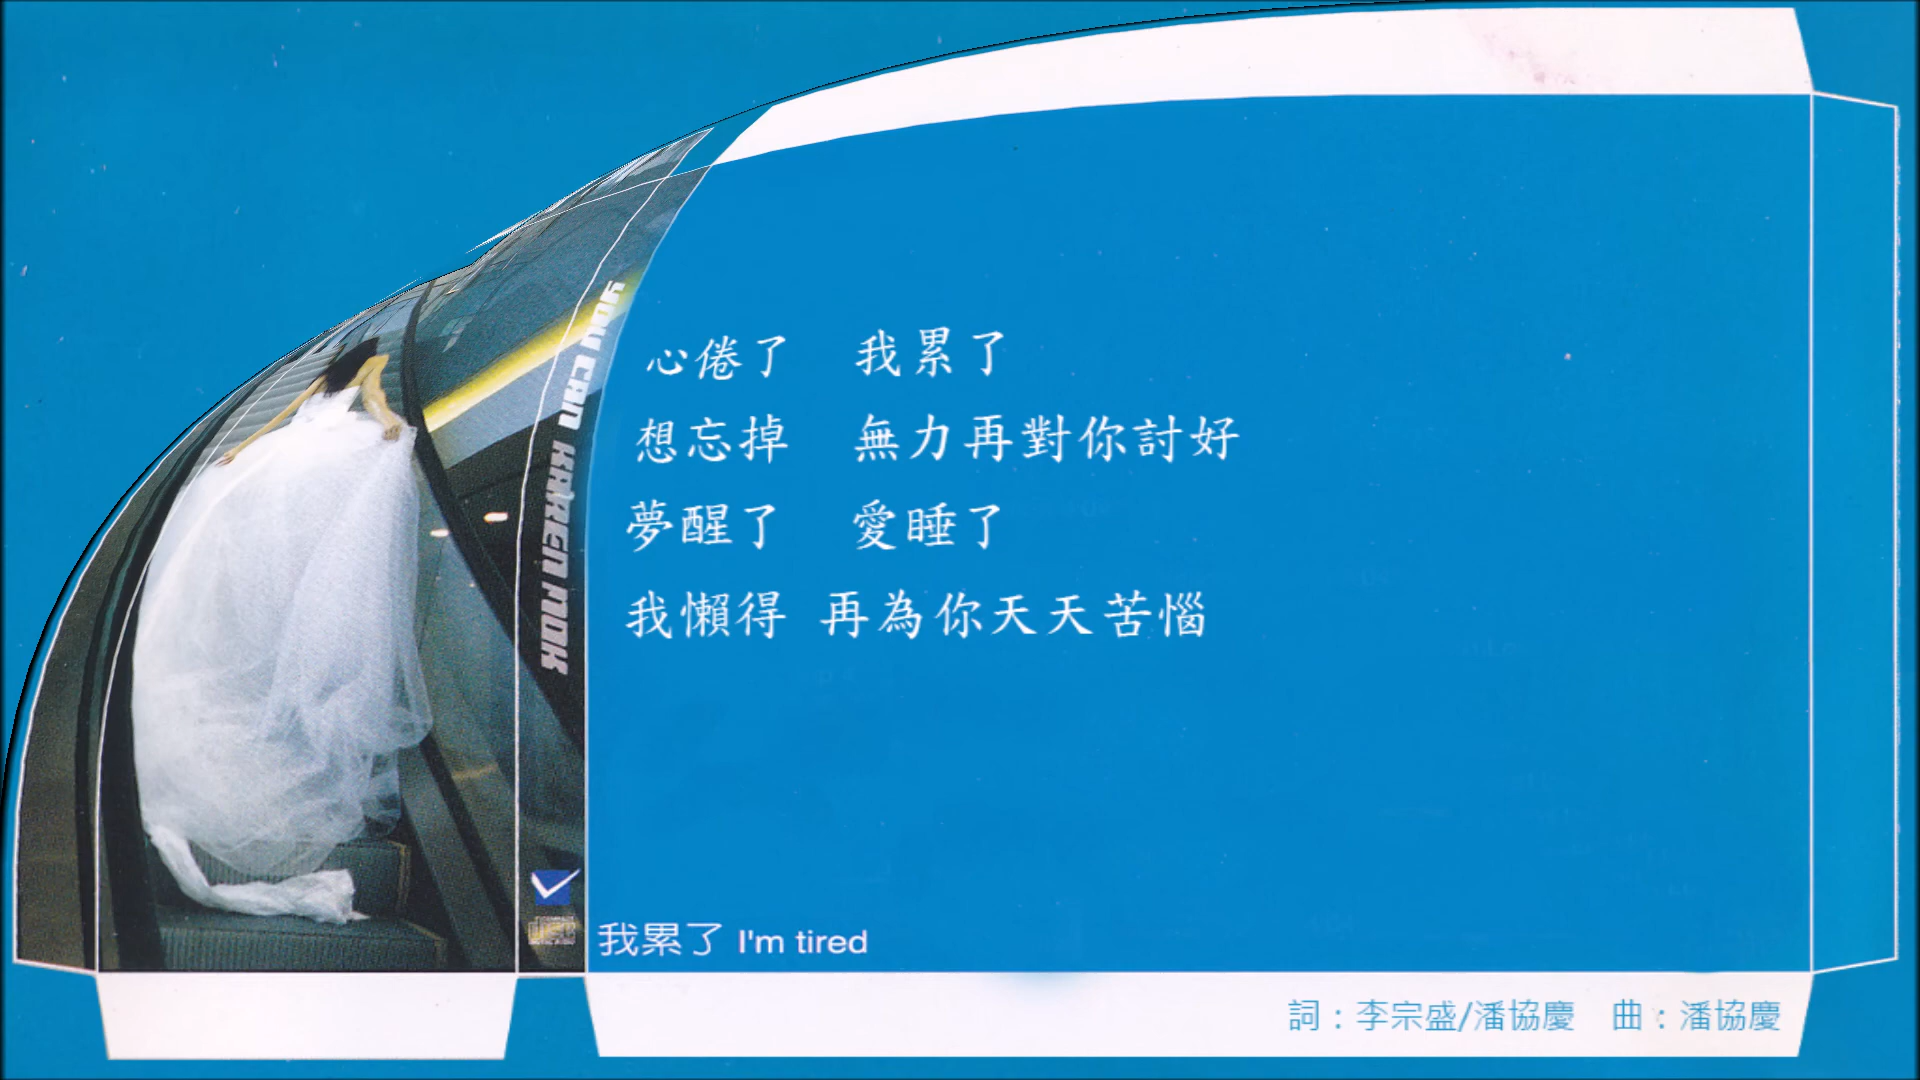 YOU CAN KAREN MOK
心倦了 我累了
想忘掉 無力再對你討好
夢醒了 愛睡了
我懶得 再為你天天苦惱
我累了 I'm tired
詞：李宗盛/潘協慶 曲：潘協慶